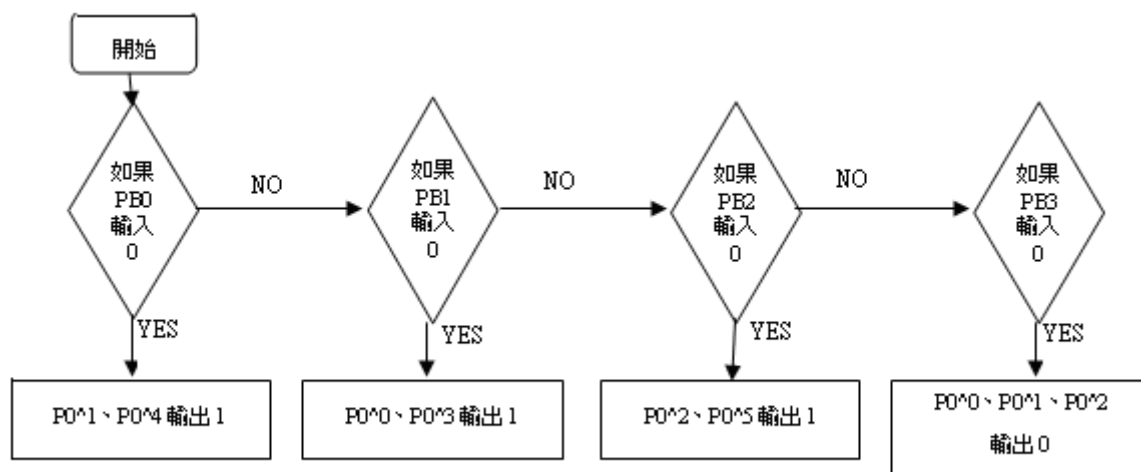 開始
如果
PB0
輸入
0
NO
如果
PB1
輸入
0
NO
如果
PB2
輸入
0
NO
如果
PB3
輸入
0
YES
YES
YES
YES
P0^1、P0^4 輸出 1
P0^0、P0^3 輸出 1
P0^2、P0^5 輸出 1
P0^0、P0^1、P0^2
輸出 0